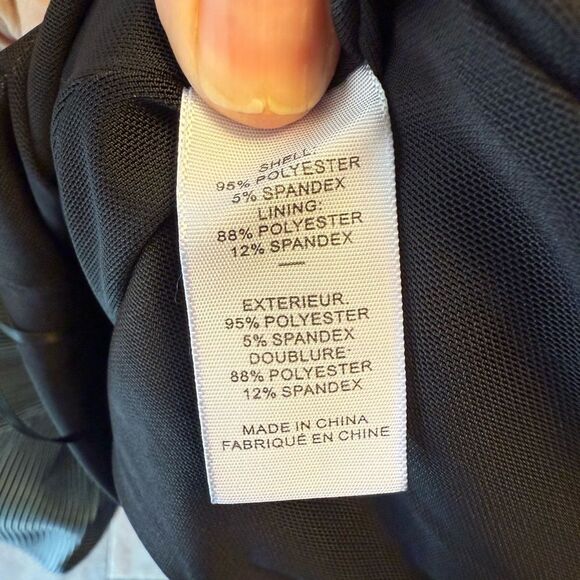 SHELL:
95% POLYESTER
5% SPANDEX
LINING:
88% POLYESTER
12% SPANDEX
—
EXTERIEUR
95% POLYESTER
5% SPANDEX
DOUBLURE:
88% POLYESTER
12% SPANDEX
MADE IN CHINA
FABRIQUÉ EN CHINE